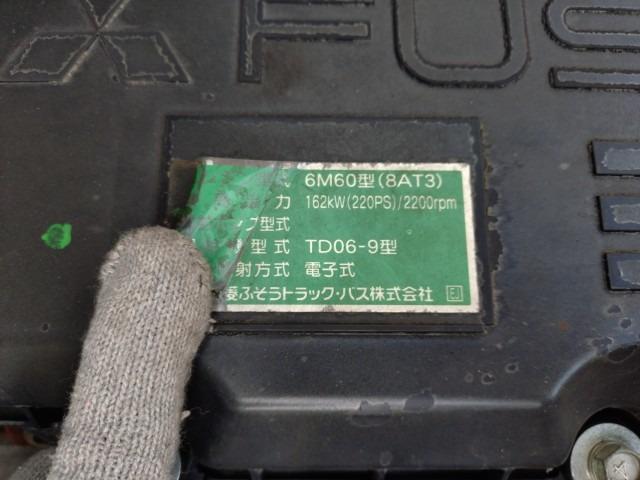 FUS
式 6M60型(8AT3)
力 162kW(220PS)/2200rpm
プ型式
型式 TD06-9型
射方式 電子式
菱ふそうトラック・バス株式会社 EJ